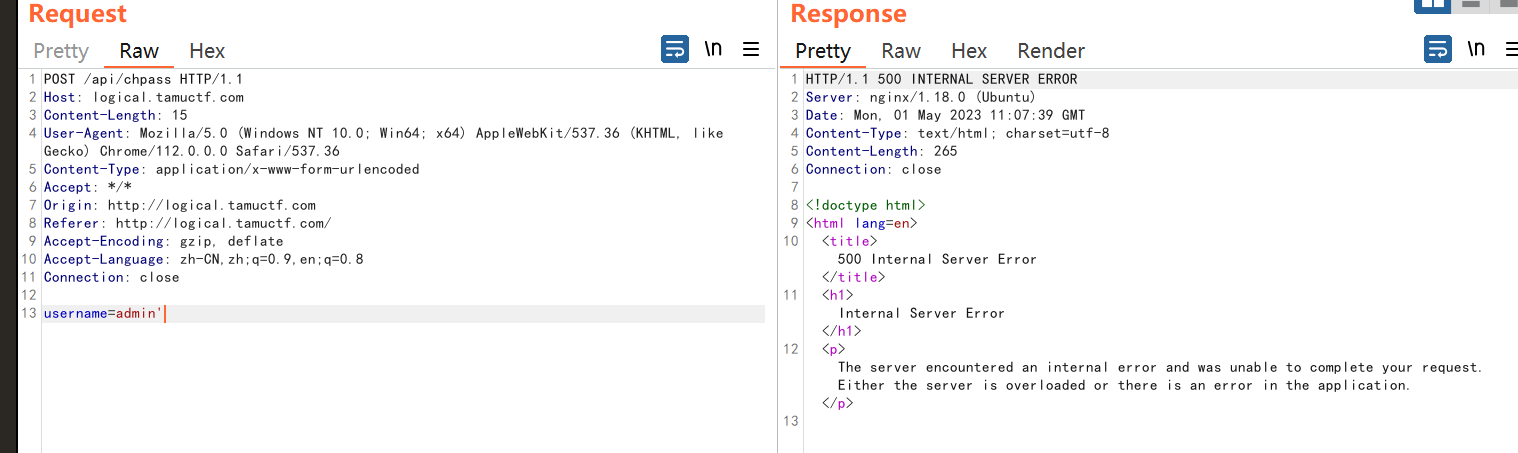 Request
Pretty Raw Hex
\n
1 POST /api/chpass HTTP/1.1
2 Host: logical.tamuctf.com
3 Content-Length: 15
4 User-Agent: Mozilla/5.0 (Windows NT 10.0; Win64; x64) AppleWebKit/537.36 (KHTML, like
Gecko) Chrome/112.0.0.0 Safari/537.36
5 Content-Type: application/x-www-form-urlencoded
6 Accept: */*
7 Origin: http://logical.tamuctf.com
8 Referer: http://logical.tamuctf.com/
9 Accept-Encoding: gzip, deflate
10 Accept-Language: zh-CN,zh;q=0.9,en;q=0.8
11 Connection: close
12
13 username=admin'
Response
Pretty Raw Hex Render
\n
1 HTTP/1.1 500 INTERNAL SERVER ERROR
2 Server: nginx/1.18.0 (Ubuntu)
3 Date: Mon, 01 May 2023 11:07:39 GMT
4 Content-Type: text/html; charset=utf-8
5 Content-Length: 265
6 Connection: close
7
8 <!doctype html>
9 <html lang=en>
10 <title>
500 Internal Server Error
</title>
11 <h1>
Internal Server Error
</h1>
12 <p>
The server encountered an internal error and was unable to complete your request.
Either the server is overloaded or there is an error in the application.
</p>
13